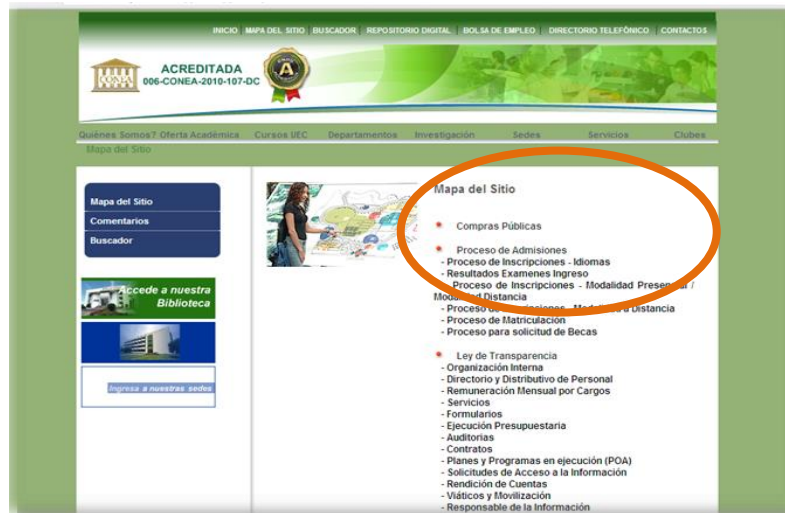 INICIO | MAPA DEL SITIO | BUSCADOR | REPOSITORIO DIGITAL | BOLSA DE EMPLEO | DIRECTORIO TELEFÓNICO | CONTACTOS
CONEA
ACREDITADA
006-CONEA-2010-107-DC
A
Quiénes Somos? Oferta Académica Cursos UEC Departamentos Investigación Sedes Servicios Clubes
Mapa del Sitio
Mapa del Sitio
Comentarios
Buscador
Accede a nuestra
Biblioteca
Ingresa a nuestras sedes
Mapa del Sitio
Compras Públicas
Proceso de Admisiones
- Proceso de Inscripciones - Idiomas
- Resultados Examenes Ingreso
Proceso de Inscripciones - Modalidad Presencial /
Modalidad Distancia
- Proceso de Inscripciones - Modalidad a Distancia
- Proceso de Matriculación
- Proceso para solicitud de Becas
Ley de Transparencia
- Organización Interna
- Directorio y Distributivo de Personal
- Remuneración Mensual por Cargos
- Servicios
- Formularios
- Ejecución Presupuestaria
- Auditorias
- Contratos
- Planes y Programas en ejecución (POA)
- Solicitudes de Acceso a la Información
- Rendición de Cuentas
- Viáticos y Movilización
- Responsable de la Información